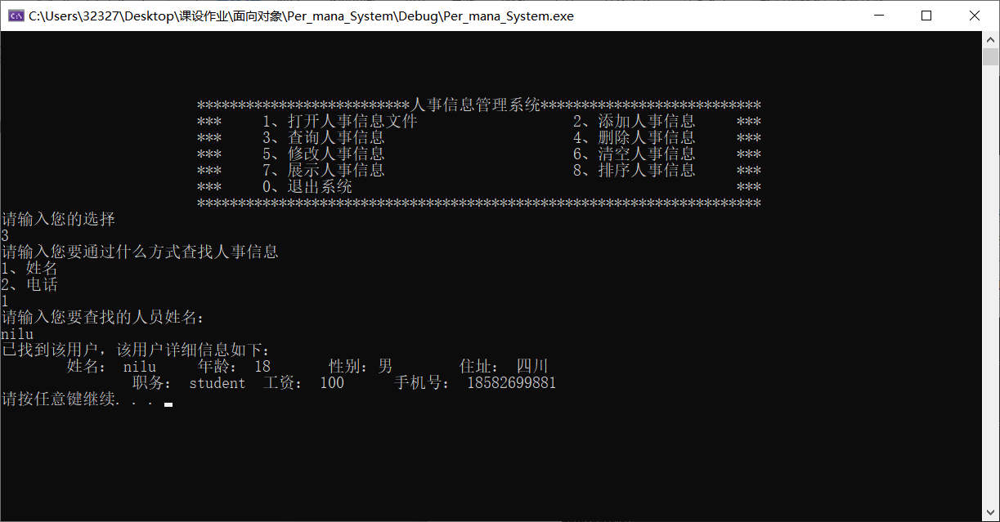 C:\Users\32327\Desktop\课设作业\面向对象\Per_mana_System\Debug\Per_mana_System.exe
**************************人事信息管理系统***************************
*** 1、打开人事信息文件 2、添加人事信息 ***
*** 3、查询人事信息 4、删除人事信息 ***
*** 5、修改人事信息 6、清空人事信息 ***
*** 7、展示人事信息 8、排序人事信息 ***
*** 0、退出系统 ***
*********************************************************************
请输入您的选择
3
请输入您要通过什么方式查找人事信息
1、姓名
2、电话
1
请输入您要查找的人员姓名：
nilu
已找到该用户，该用户详细信息如下：
姓名： nilu 年龄： 18 性别：男 住址： 四川
职务： student 工资： 100 手机号： 18582699881
请按任意键继续. . .